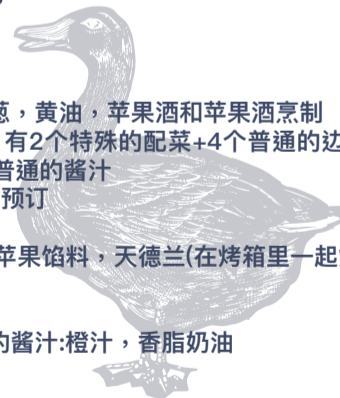 葱，黄油，苹果酒和苹果酒烹制
有2个特殊的配菜+4个普通的边
普通的酱汁
预订
苹果馅料，天德兰(在烤箱里一起
的酱汁:橙汁，香脂奶油